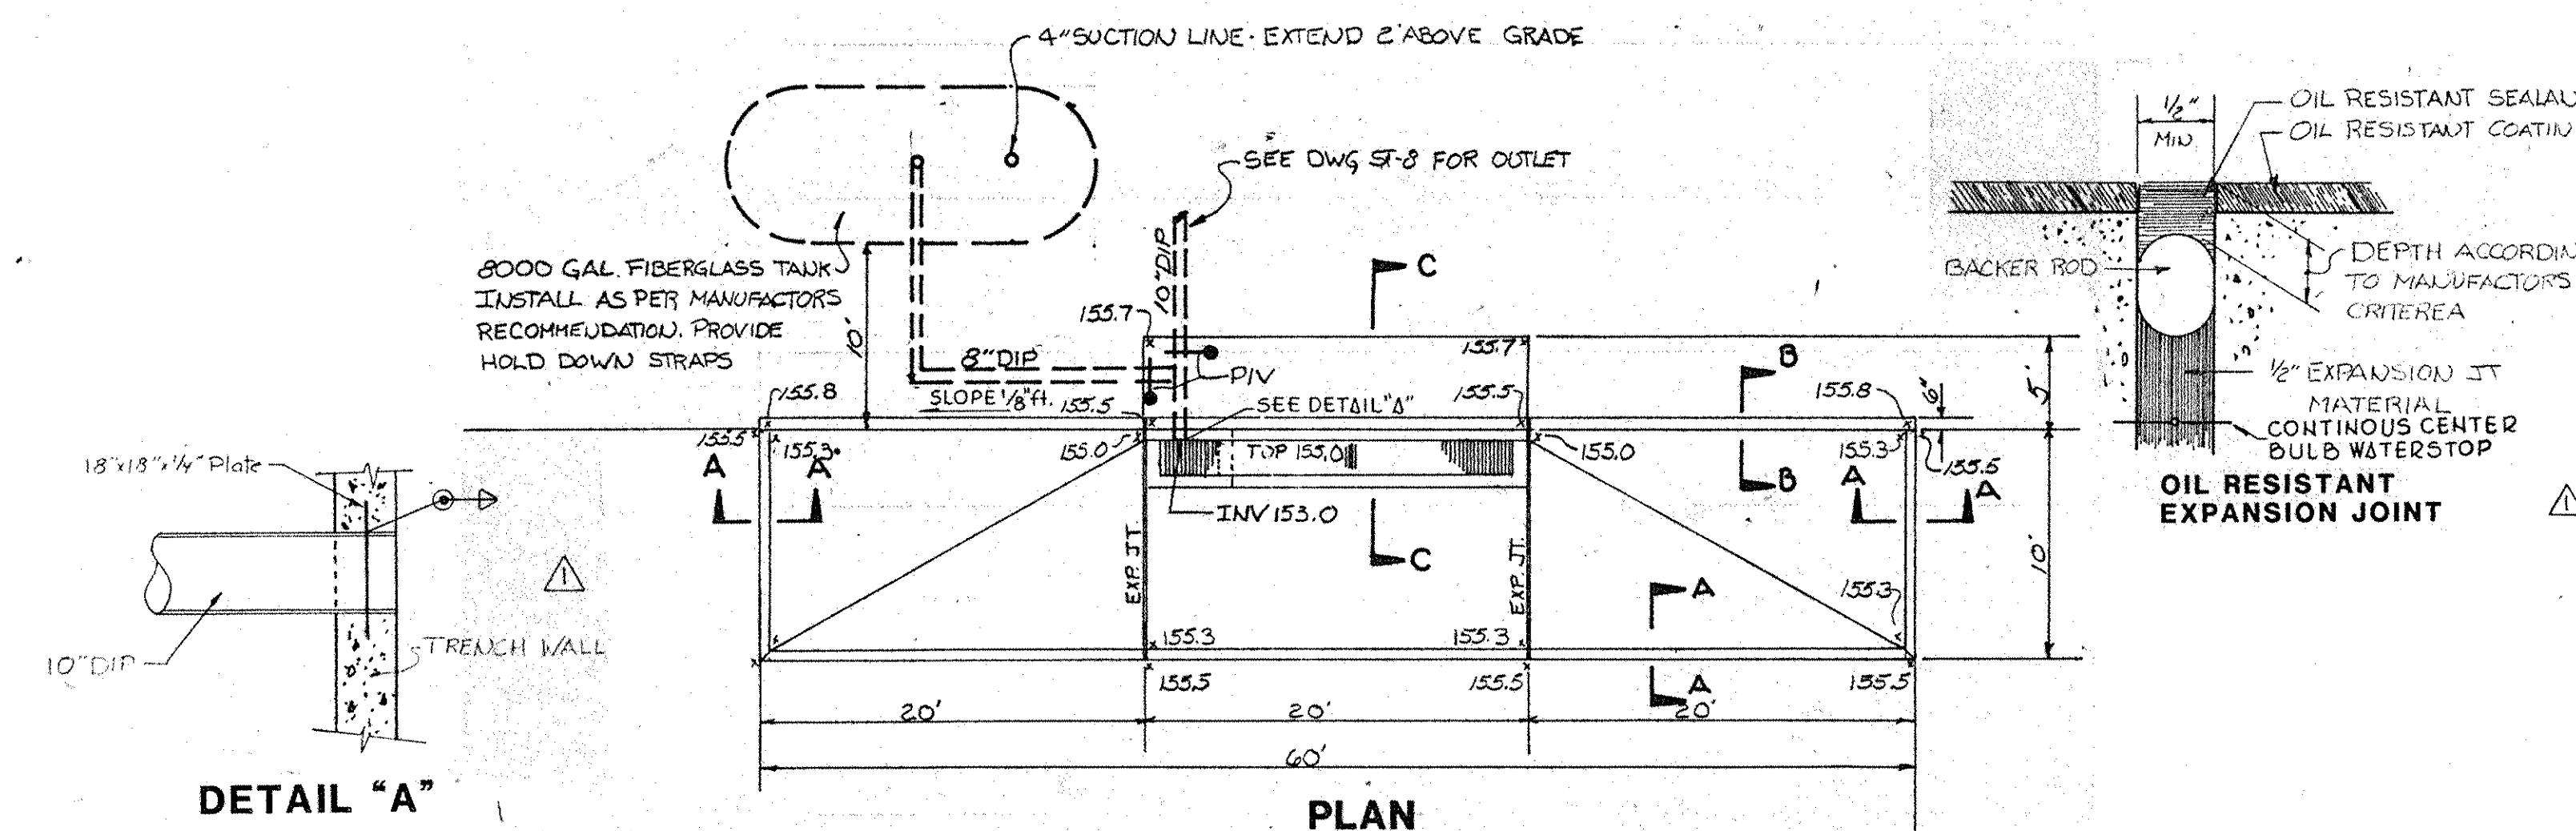 4" SUCTION LINE - EXTEND 2' ABOVE GRADE
SEE DWG ST-8 FOR OUTLET
8000 GAL. FIBERGLASS TANK
INSTALL AS PER MANUFACTORS
RECOMMENDATION. PROVIDE
HOLD DOWN STRAPS
10'
10" DIP
8" DIP
SLOPE 1/8" ft.
PIV
SEE DETAIL "A"
C
155.7
155.7
B
155.8
155.5
155.5
155.8
6"
5'
155.5
155.3
155.0
TOP 155.0
155.0
155.3
155.5
A
A
B
A
A
INV 153.0
C
EXP. JT.
EXP. JT.
10'
A
155.3
155.3
155.3
155.5
155.5
A
155.5
20'
20'
20'
60'
PLAN
18"x18"x1/4" Plate
10" DIP
TRENCH WALL
1
DETAIL "A"
1/2"
MIN
OIL RESISTANT SEALAN
OIL RESISTANT COATIN
BACKER ROD
DEPTH ACCORDIN
TO MANUFACTORS
CRITEREA
1/2" EXPANSION JT
MATERIAL
CONTINOUS CENTER
BULB WATERSTOP
OIL RESISTANT
EXPANSION JOINT
1